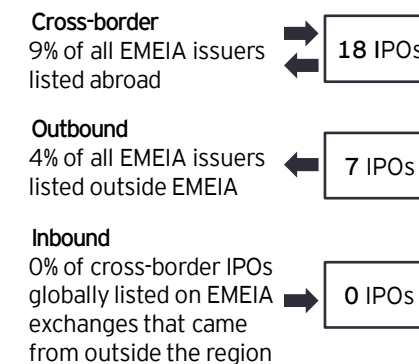 Cross-border
9% of all EMEIA issuers
listed abroad
18 IPOs
Outbound
4% of all EMEIA issuers
listed outside EMEIA
7 IPOs
Inbound
0% of cross-border IPOs
globally listed on EMEIA
exchanges that came
from outside the region
0 IPOs